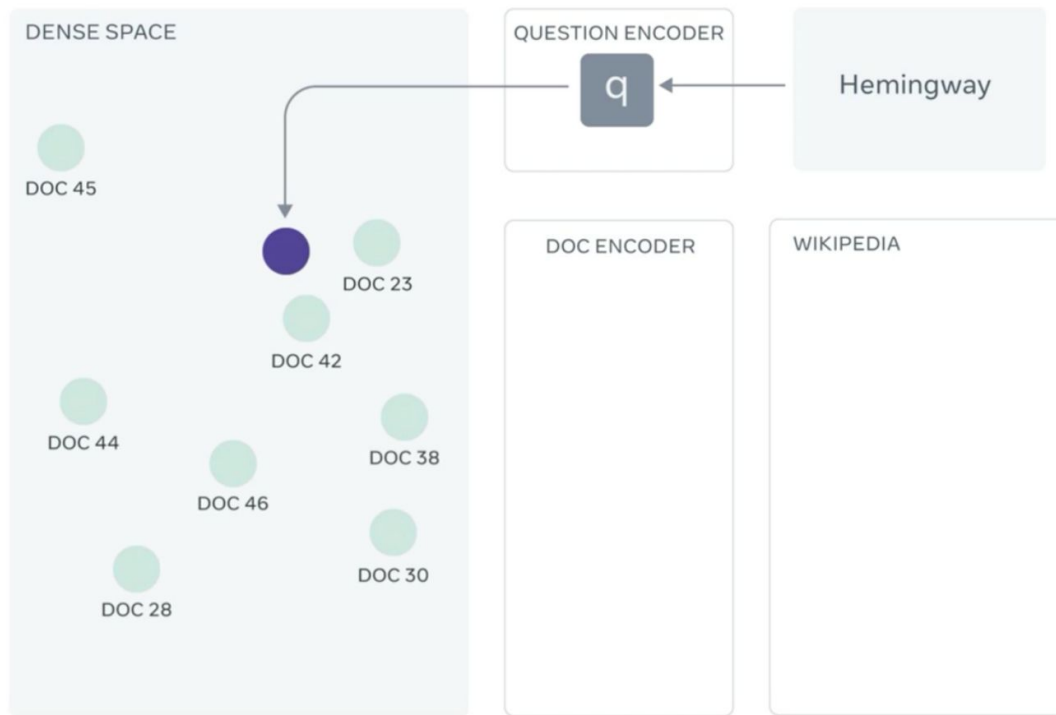 DENSE SPACE
QUESTION ENCODER
q
Hemingway
DOC 45
DOC 23
DOC 42
DOC 44
DOC 38
DOC 46
DOC 30
DOC 28
DOC ENCODER
WIKIPEDIA